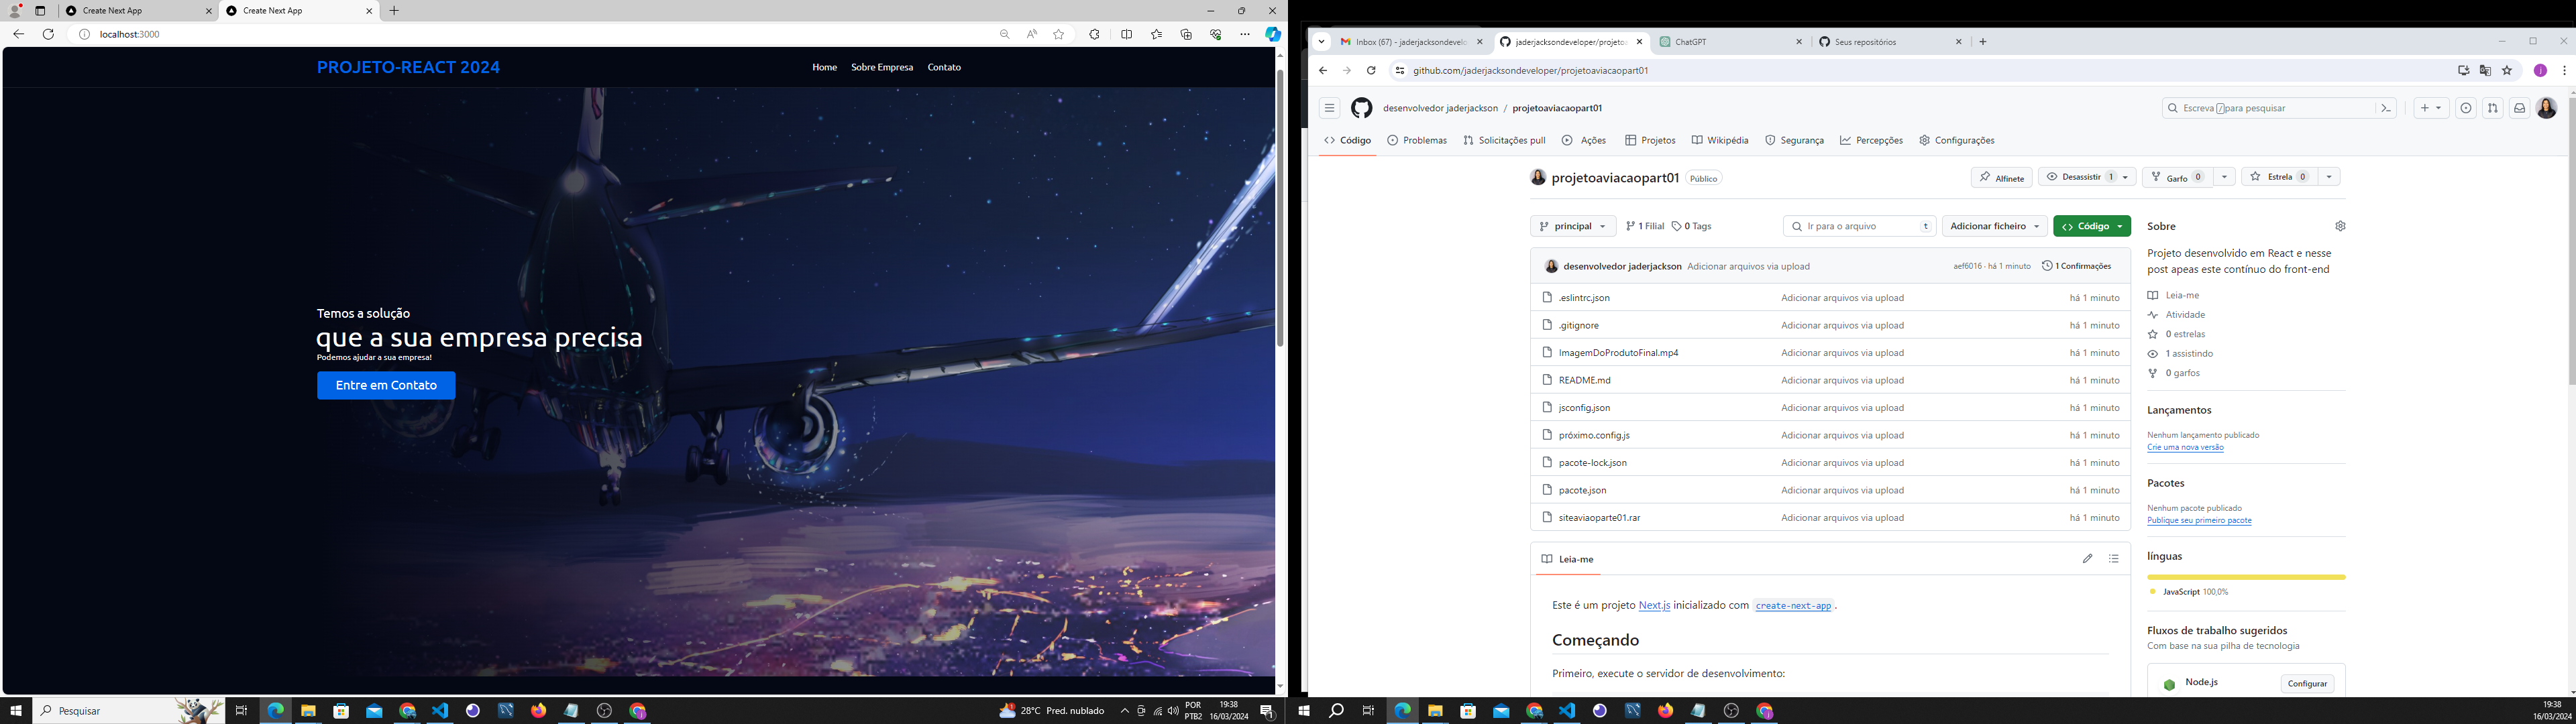 Create Next App
Create Next App
localhost:3000
PROJETO-REACT 2024
Home
Sobre Empresa
Contato
Temos a solução
que a sua empresa precisa
Podemos ajudar a sua empresa!
Entre em Contato
Pesquisar
28°C Pred. nublado
POR
PTB2
19:38
16/03/2024
1
Inbox (67) - jaderjacksondevelo
jaderjacksondeveloper/projetoa
ChatGPT
Seus repositórios
github.com/jaderjacksondeveloper/projetoaviacaopart01
desenvolvedor jaderjackson / projetoaviacaopart01
Escreva / para pesquisar
Código
Problemas
Solicitações pull
Ações
Projetos
Wikipédia
Segurança
Percepções
Configurações
projetoaviacaopart01 Público
Alfinete
Desassistir 1
Garfo 0
Estrela 0
principal
1 Filial
0 Tags
Ir para o arquivo t
Adicionar ficheiro
Código
desenvolvedor jaderjackson Adicionar arquivos via upload aef6016 · há 1 minuto 1 Confirmações
.eslintrc.json Adicionar arquivos via upload há 1 minuto
.gitignore Adicionar arquivos via upload há 1 minuto
ImagemDoProdutoFinal.mp4 Adicionar arquivos via upload há 1 minuto
README.md Adicionar arquivos via upload há 1 minuto
jsconfig.json Adicionar arquivos via upload há 1 minuto
próximo.config.js Adicionar arquivos via upload há 1 minuto
pacote-lock.json Adicionar arquivos via upload há 1 minuto
pacote.json Adicionar arquivos via upload há 1 minuto
siteaviaoparte01.rar Adicionar arquivos via upload há 1 minuto
Leia-me
Este é um projeto Next.js inicializado com create-next-app .
Começando
Primeiro, execute o servidor de desenvolvimento:
Sobre
Projeto desenvolvido em React e nesse
post apeas este contínuo do front-end
Leia-me
Atividade
0 estrelas
1 assistindo
0 garfos
Lançamentos
Nenhum lançamento publicado
Crie uma nova versão
Pacotes
Nenhum pacote publicado
Publique seu primeiro pacote
línguas
JavaScript 100,0%
Fluxos de trabalho sugeridos
Com base na sua pilha de tecnologia
Node.js
Configurar
19:38
16/03/2024